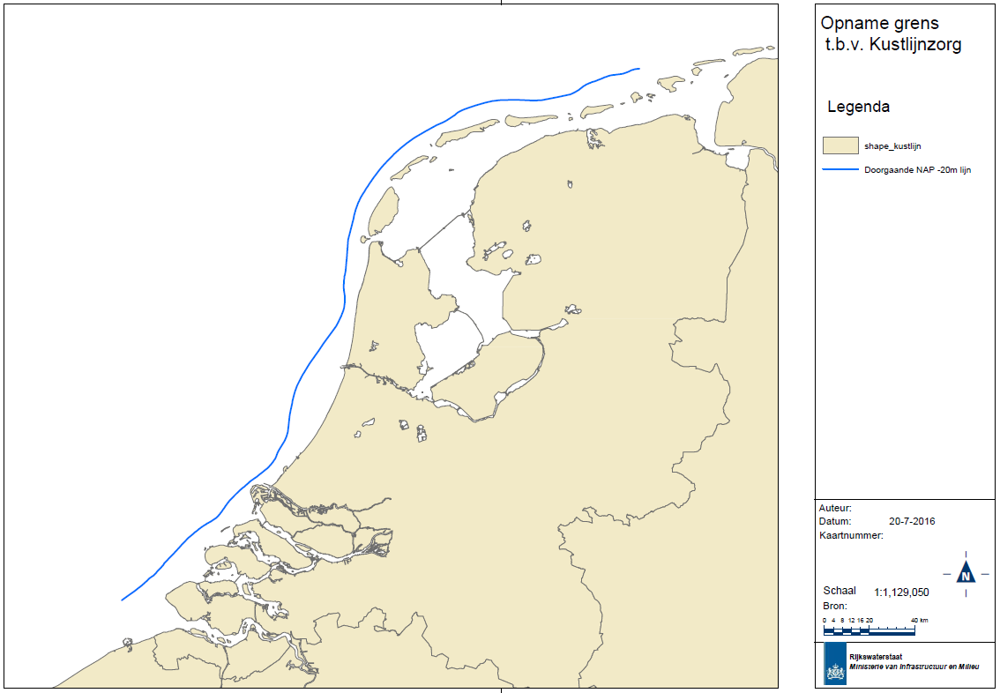 Opname grens
t.b.v. Kustlijnzorg
Legenda
shape_kustlijn
Doorgaande NAP -20m lijn
Auteur:
Datum: 20-7-2016
Kaartnummer:
N
Schaal 1:1,129,050
Bron:
0 4 8 12 16 20 40 km
Rijkswaterstaat
Ministerie van Infrastructuur en Milieu